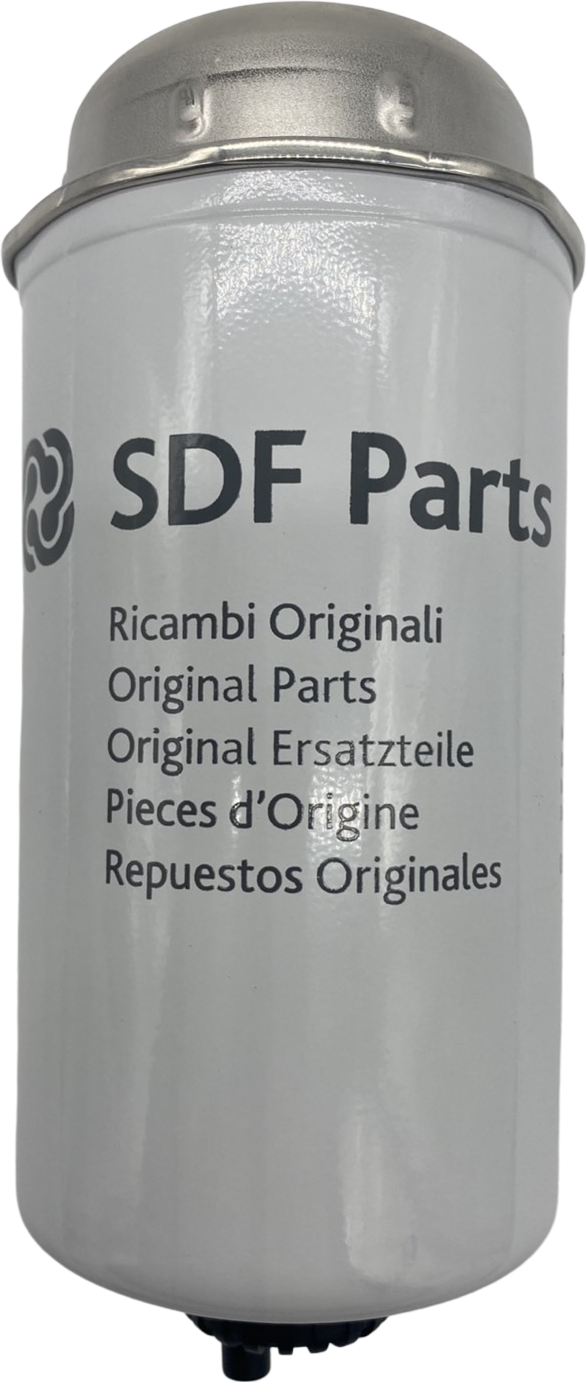 SDF Parts
Ricambi Originali
Original Parts
Original Ersatzteile
Pieces d'Origine
Repuestos Originales